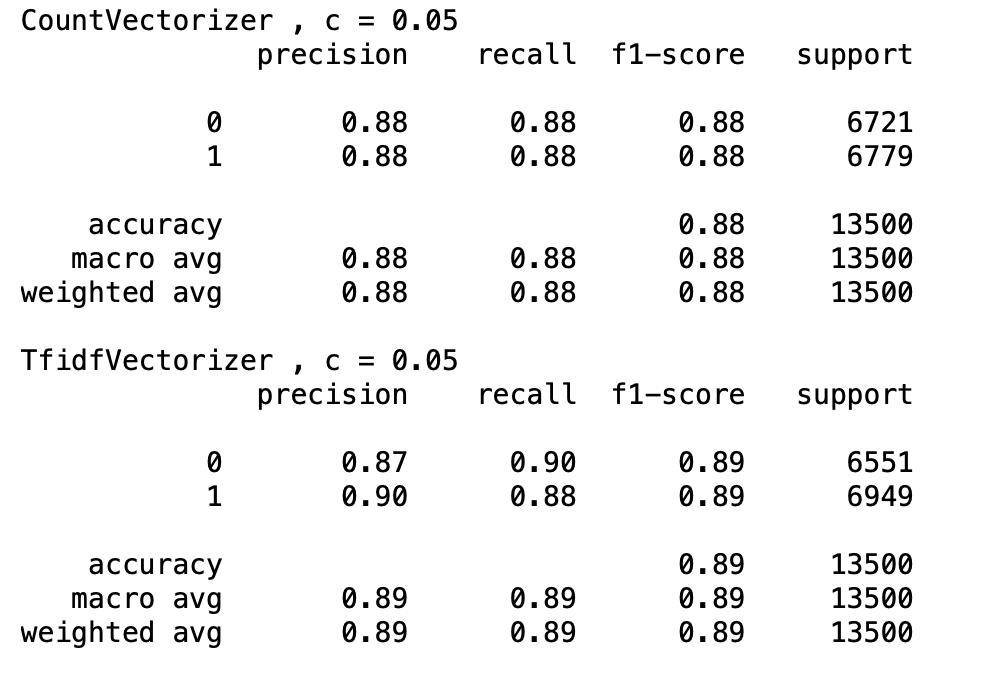 CountVectorizer , c = 0.05
precision recall f1-score support
0 0.88 0.88 0.88 6721
1 0.88 0.88 0.88 6779
accuracy 0.88 13500
macro avg 0.88 0.88 0.88 13500
weighted avg 0.88 0.88 0.88 13500
TfidfVectorizer , c = 0.05
precision recall f1-score support
0 0.87 0.90 0.89 6551
1 0.90 0.88 0.89 6949
accuracy 0.89 13500
macro avg 0.89 0.89 0.89 13500
weighted avg 0.89 0.89 0.89 13500